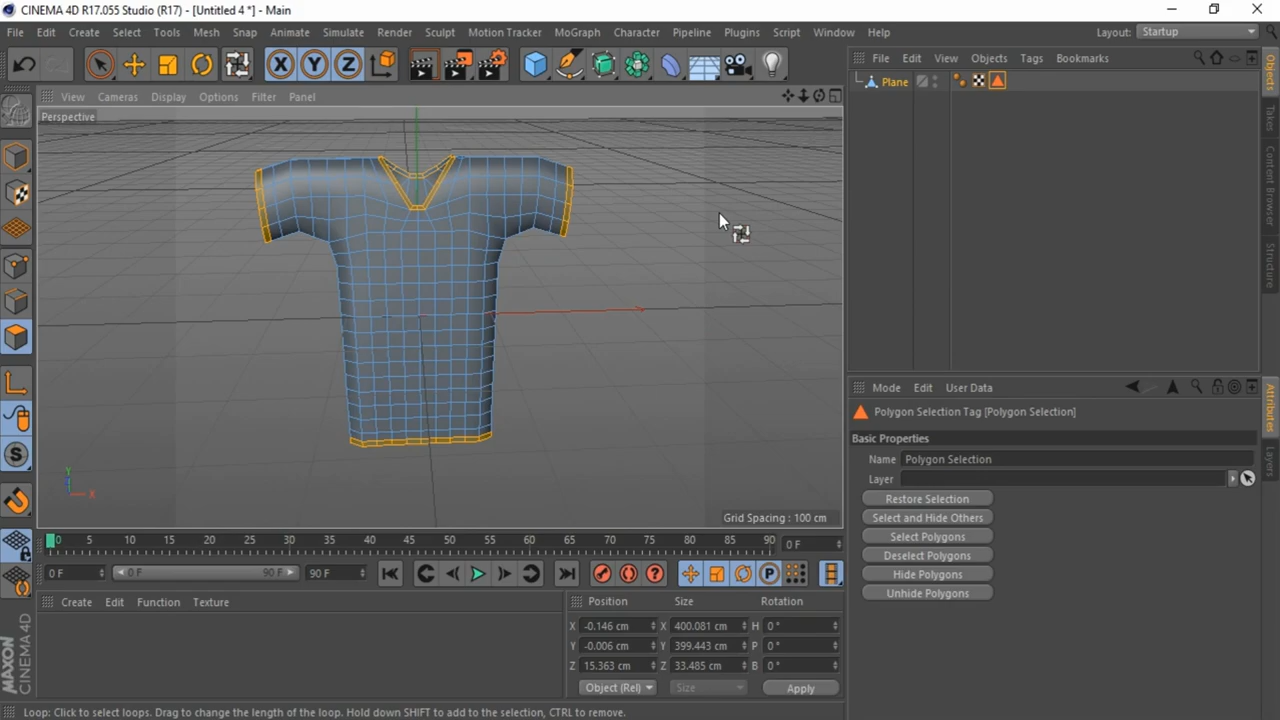 CINEMA 4D R17.055 Studio (R17) - [Untitled 4 *] - Main
File Edit Create Select Tools Mesh Snap Animate Simulate Render Sculpt Motion Tracker MoGraph Character Pipeline Plugins Script Window Help Layout: Startup
File Edit View Objects Tags Bookmarks
View Cameras Display Options Filter Panel
Perspective
Plane
Objects
Takes
Content Browser
Structure
Mode Edit User Data
Polygon Selection Tag [Polygon Selection]
Basic Properties
Name Polygon Selection
Layer
Restore Selection
Select and Hide Others
Select Polygons
Deselect Polygons
Hide Polygons
Unhide Polygons
Attributes
Layers
Y
X
Grid Spacing : 100 cm
0 5 10 15 20 25 30 35 40 45 50 55 60 65 70 75 80 85 90 0 F
0 F 0 F 90 F 90 F
Create Edit Function Texture
Position Size Rotation
X -0.146 cm X 400.081 cm H 0 °
Y -0.006 cm Y 399.443 cm P 0 °
Z 15.363 cm Z 33.485 cm B 0 °
Object (Rel) Size Apply
MAXON
CINEMA 4D
Loop: Click to select loops. Drag to change the length of the loop. Hold down SHIFT to add to the selection, CTRL to remove.